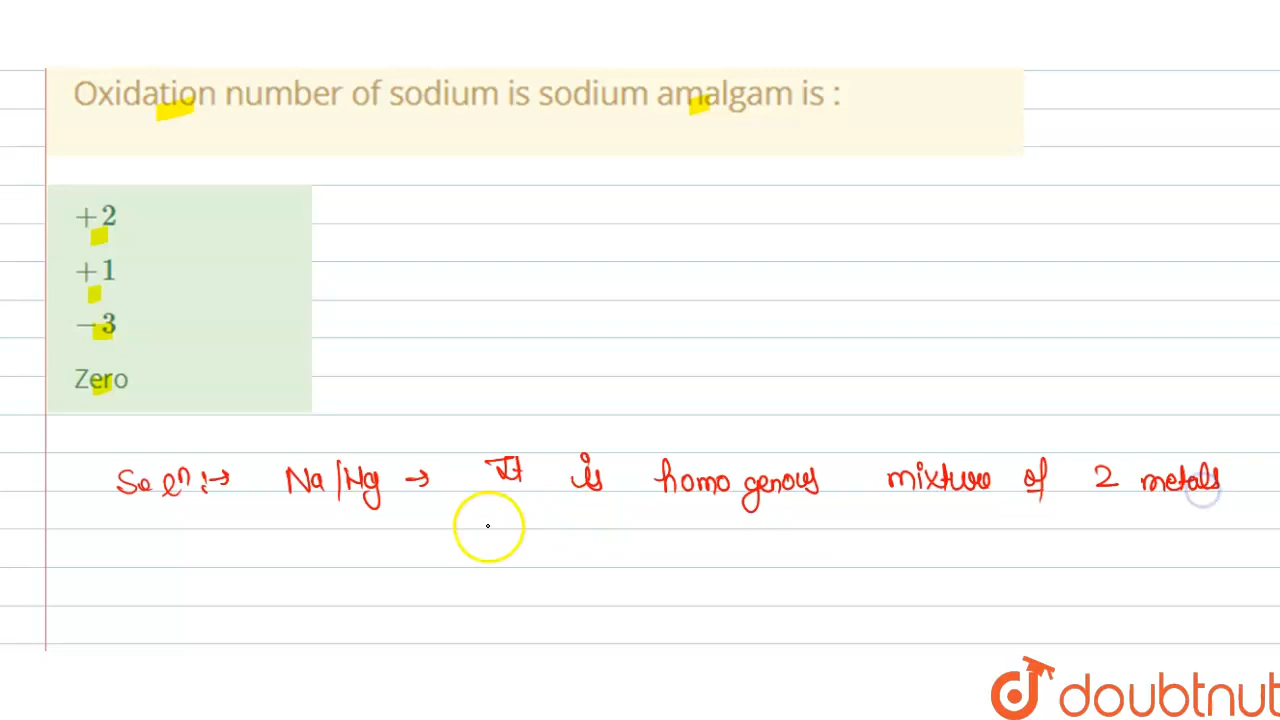 Oxidation number of sodium is sodium amalgam is :
+2
+1
−3
Zero
Solⁿ:→ Na/Hg → It is homogenous mixture of 2 metals
doubtnut